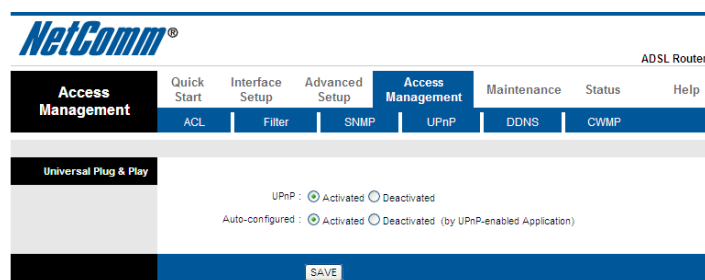 NetComm®
ADSL Router
Access Management
Quick Start
Interface Setup
Advanced Setup
Access Management
Maintenance
Status
Help
ACL
Filter
SNMP
UPnP
DDNS
CWMP
Universal Plug & Play
UPnP : Activated Deactivated
Auto-configured : Activated Deactivated (by UPnP-enabled Application)
SAVE